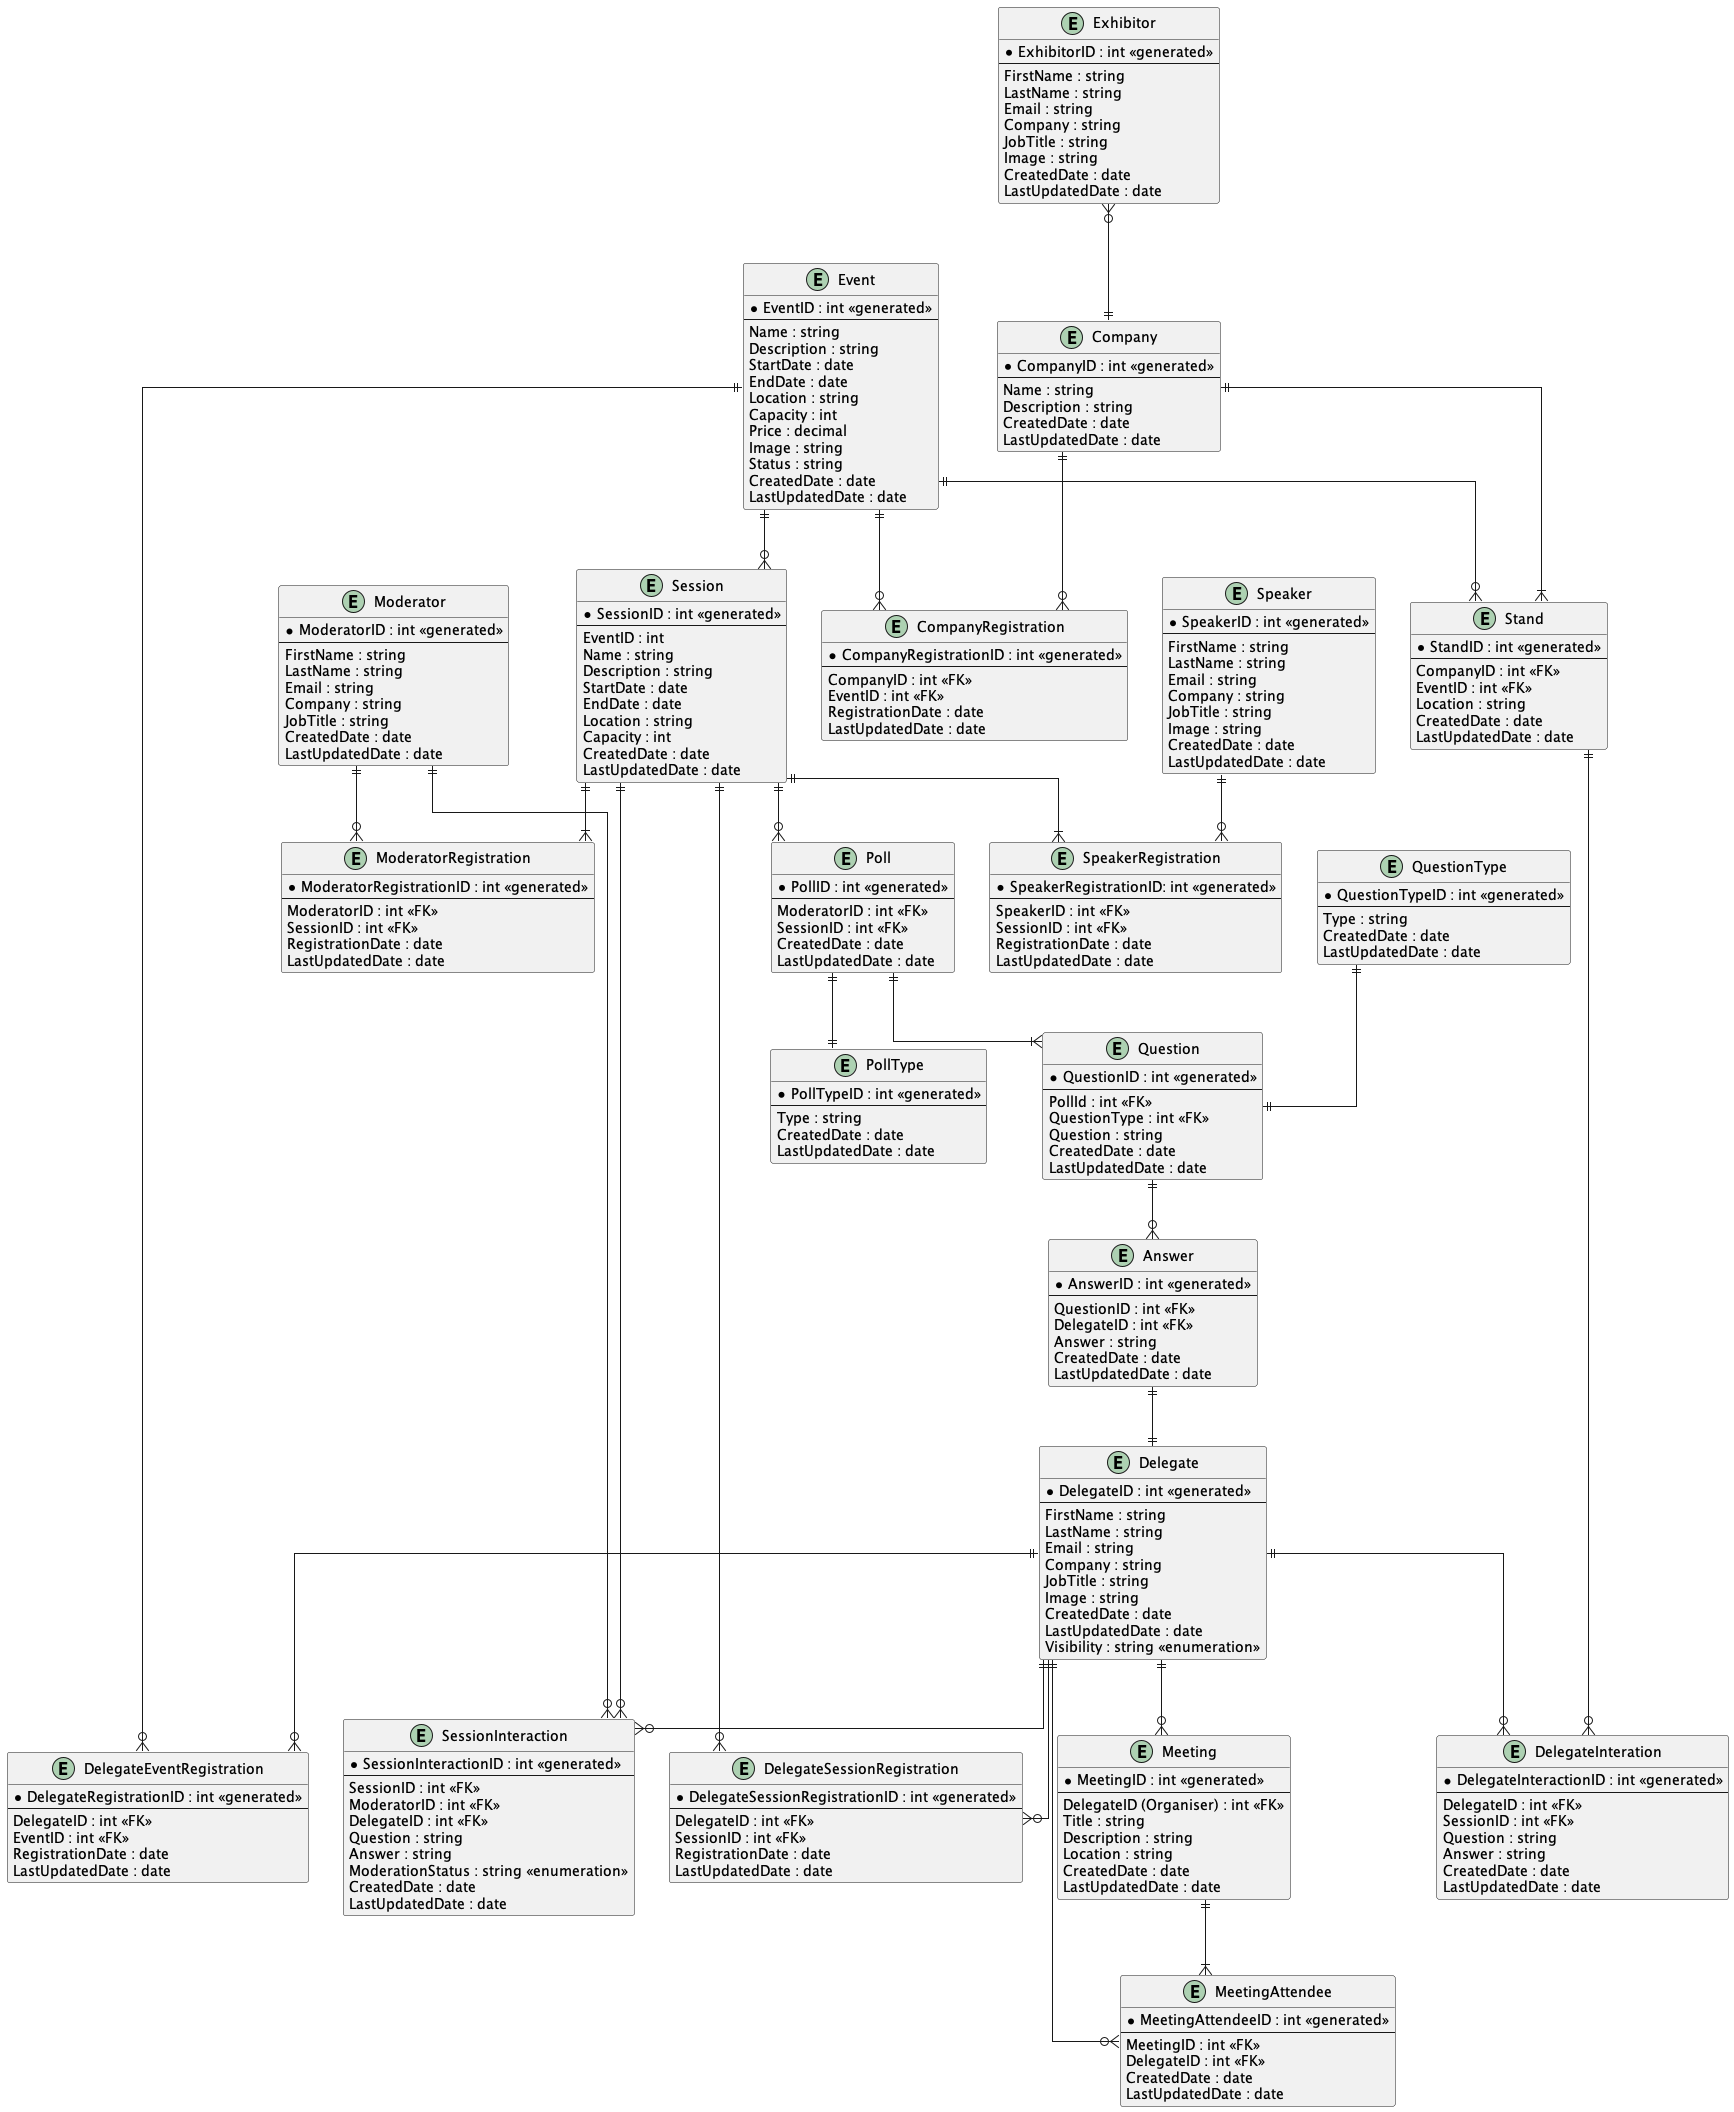 E Exhibitor
* ExhibitorID : int «generated»
FirstName : string
LastName : string
Email : string
Company : string
JobTitle : string
Image : string
CreatedDate : date
LastUpdatedDate : date
E Event
* EventID : int «generated»
Name : string
Description : string
StartDate : date
EndDate : date
Location : string
Capacity : int
Price : decimal
Image : string
Status : string
CreatedDate : date
LastUpdatedDate : date
E Company
* CompanyID : int «generated»
Name : string
Description : string
CreatedDate : date
LastUpdatedDate : date
E Moderator
* ModeratorID : int «generated»
FirstName : string
LastName : string
Email : string
Company : string
JobTitle : string
CreatedDate : date
LastUpdatedDate : date
E Session
* SessionID : int «generated»
EventID : int
Name : string
Description : string
StartDate : date
EndDate : date
Location : string
Capacity : int
CreatedDate : date
LastUpdatedDate : date
E CompanyRegistration
* CompanyRegistrationID : int «generated»
CompanyID : int «FK»
EventID : int «FK»
RegistrationDate : date
LastUpdatedDate : date
E Speaker
* SpeakerID : int «generated»
FirstName : string
LastName : string
Email : string
Company : string
JobTitle : string
Image : string
CreatedDate : date
LastUpdatedDate : date
E Stand
* StandID : int «generated»
CompanyID : int «FK»
EventID : int «FK»
Location : string
CreatedDate : date
LastUpdatedDate : date
E ModeratorRegistration
* ModeratorRegistrationID : int «generated»
ModeratorID : int «FK»
SessionID : int «FK»
RegistrationDate : date
LastUpdatedDate : date
E Poll
* PollID : int «generated»
ModeratorID : int «FK»
SessionID : int «FK»
CreatedDate : date
LastUpdatedDate : date
E SpeakerRegistration
* SpeakerRegistrationID: int «generated»
SpeakerID : int «FK»
SessionID : int «FK»
RegistrationDate : date
LastUpdatedDate : date
E QuestionType
* QuestionTypeID : int «generated»
Type : string
CreatedDate : date
LastUpdatedDate : date
E PollType
* PollTypeID : int «generated»
Type : string
CreatedDate : date
LastUpdatedDate : date
E Question
* QuestionID : int «generated»
PollId : int «FK»
QuestionType : int «FK»
Question : string
CreatedDate : date
LastUpdatedDate : date
E Answer
* AnswerID : int «generated»
QuestionID : int «FK»
DelegateID : int «FK»
Answer : string
CreatedDate : date
LastUpdatedDate : date
E Delegate
* DelegateID : int «generated»
FirstName : string
LastName : string
Email : string
Company : string
JobTitle : string
Image : string
CreatedDate : date
LastUpdatedDate : date
Visibility : string «enumeration»
E DelegateEventRegistration
* DelegateRegistrationID : int «generated»
DelegateID : int «FK»
EventID : int «FK»
RegistrationDate : date
LastUpdatedDate : date
E SessionInteraction
* SessionInteractionID : int «generated»
SessionID : int «FK»
ModeratorID : int «FK»
DelegateID : int «FK»
Question : string
Answer : string
ModerationStatus : string «enumeration»
CreatedDate : date
LastUpdatedDate : date
E DelegateSessionRegistration
* DelegateSessionRegistrationID : int «generated»
DelegateID : int «FK»
SessionID : int «FK»
RegistrationDate : date
LastUpdatedDate : date
E Meeting
* MeetingID : int «generated»
DelegateID (Organiser) : int «FK»
Title : string
Description : string
Location : string
CreatedDate : date
LastUpdatedDate : date
E DelegateInteration
* DelegateInteractionID : int «generated»
DelegateID : int «FK»
SessionID : int «FK»
Question : string
Answer : string
CreatedDate : date
LastUpdatedDate : date
E MeetingAttendee
* MeetingAttendeeID : int «generated»
MeetingID : int «FK»
DelegateID : int «FK»
CreatedDate : date
LastUpdatedDate : date